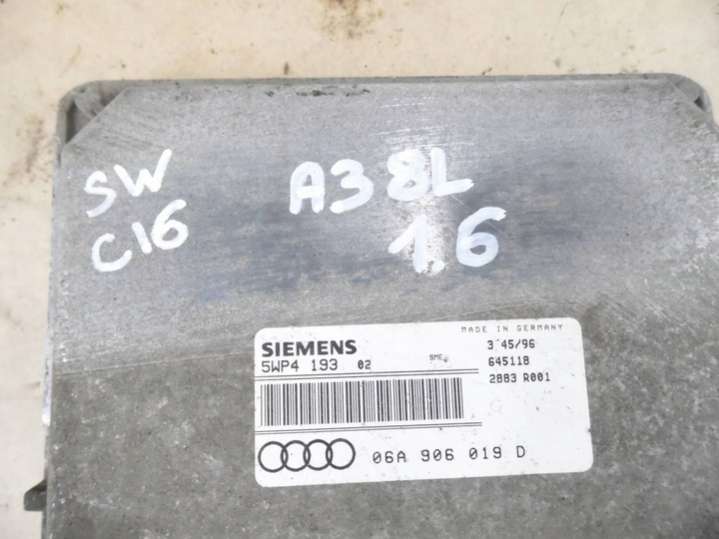 SW
C16
A3 8L
1.6
MADE IN GERMANY
SIEMENS
3 45/96
5WP4 193 02
SME
645118
2883 R001
06A 906 019 D